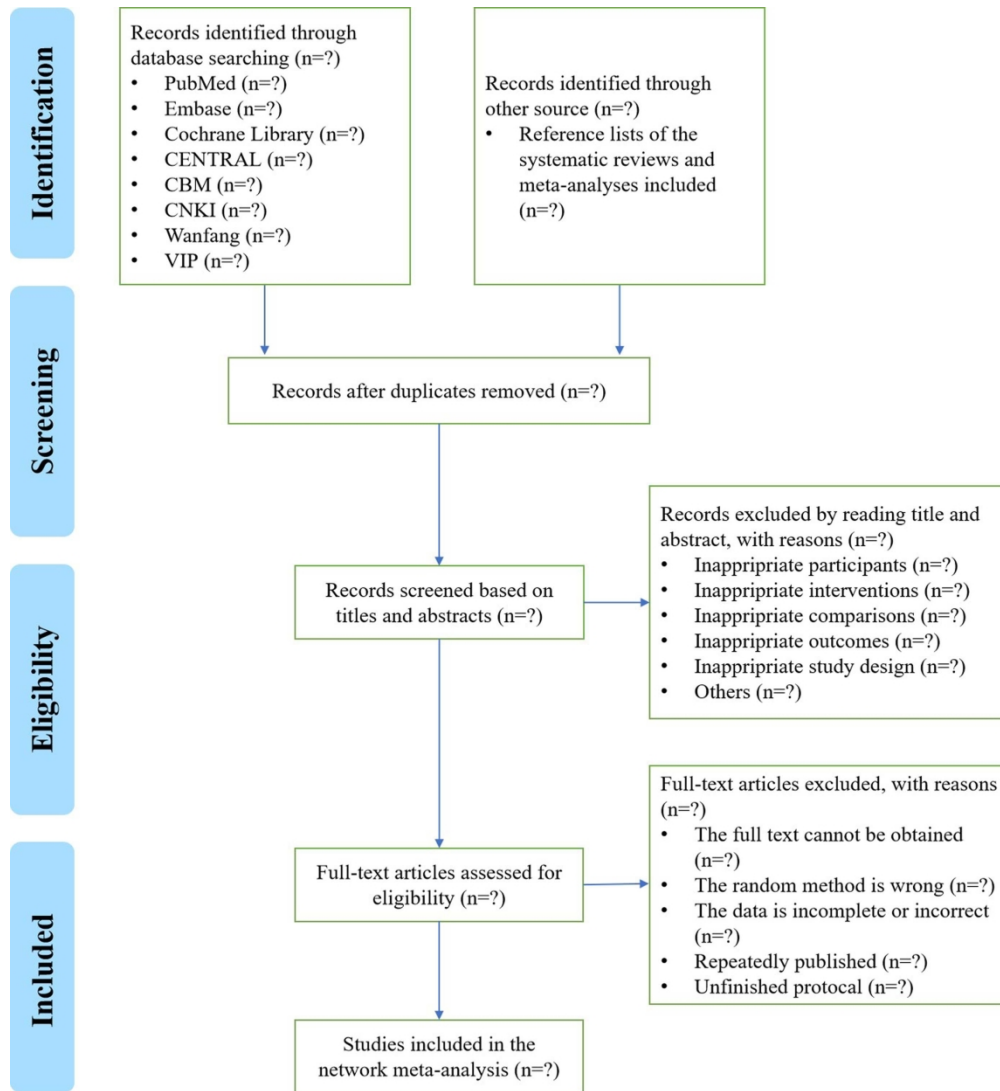 Identification
Records identified through
database searching (n=?)
• PubMed (n=?)
• Embase (n=?)
• Cochrane Library (n=?)
• CENTRAL (n=?)
• CBM (n=?)
• CNKI (n=?)
• Wanfang (n=?)
• VIP (n=?)
Records identified through
other source (n=?)
• Reference lists of the
systematic reviews and
meta-analyses included
(n=?)
Screening
Records after duplicates removed (n=?)
Eligibility
Records screened based on
titles and abstracts (n=?)
Records excluded by reading title and
abstract, with reasons (n=?)
• Inappripriate participants (n=?)
• Inappripriate interventions (n=?)
• Inappripriate comparisons (n=?)
• Inappripriate outcomes (n=?)
• Inappripriate study design (n=?)
• Others (n=?)
Included
Full-text articles assessed for
eligibility (n=?)
Full-text articles excluded, with reasons
(n=?)
• The full text cannot be obtained
(n=?)
• The random method is wrong (n=?)
• The data is incomplete or incorrect
(n=?)
• Repeatedly published (n=?)
• Unfinished protocal (n=?)
Studies included in the
network meta-analysis (n=?)